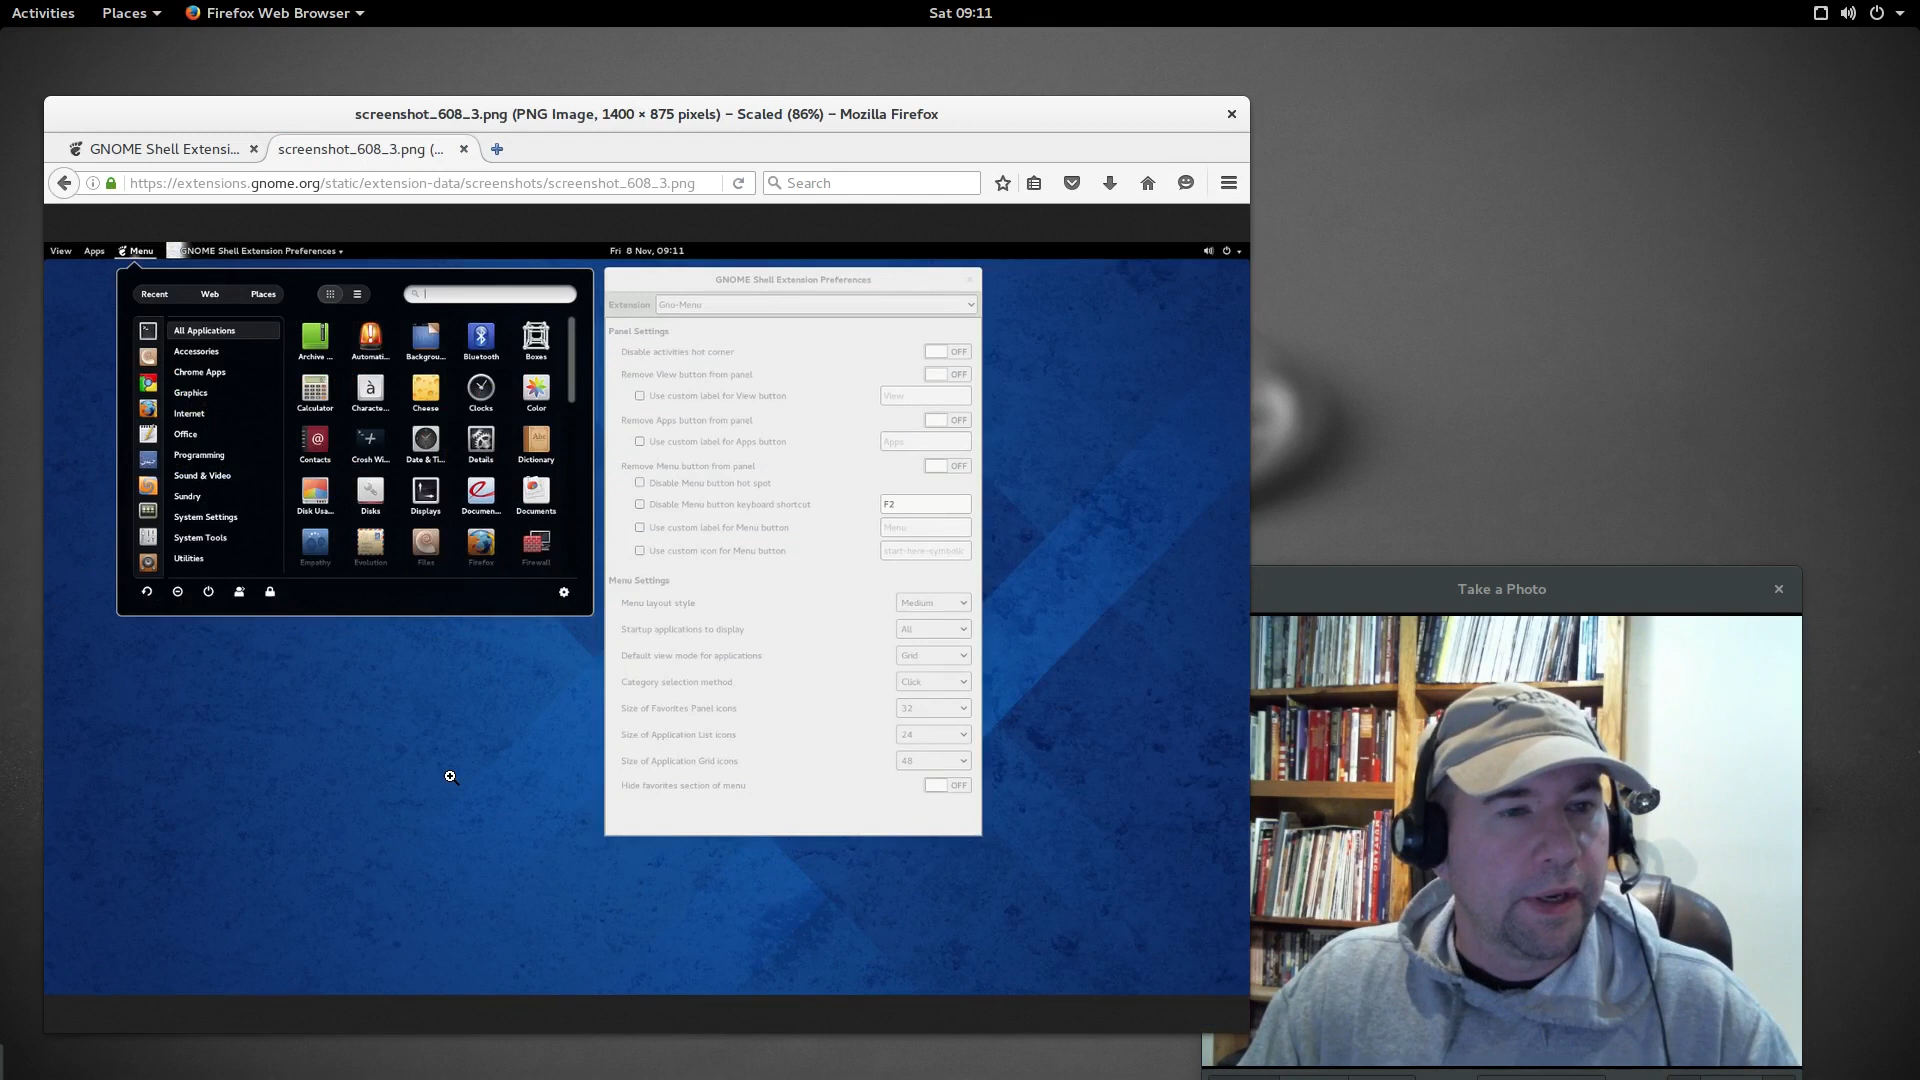 Activities Places Firefox Web Browser Sat 09:11
screenshot_608_3.png (PNG Image, 1400 × 875 pixels) – Scaled (86%) – Mozilla Firefox
GNOME Shell Extensi... screenshot_608_3.png (...
https://extensions.gnome.org/static/extension-data/screenshots/screenshot_608_3.png Search
View Apps Menu GNOME Shell Extension Preferences Fri 8 Nov, 09:11
Recent Web Places
All Applications
Accessories
Chrome Apps
Graphics
Internet
Office
Programming
Sound & Video
Sundry
System Settings
System Tools
Utilities
Archive ... Automati... Backgrou... Bluetooth Boxes
Calculator Characte... Cheese Clocks Color
Contacts Crosh Wi... Date & Ti... Details Dictionary
Disk Usa... Disks Displays Documen... Documents
Empathy Evolution Files Firefox Firewall
GNOME Shell Extension Preferences
Extension Gno-Menu
Panel Settings
Disable activities hot corner OFF
Remove View button from panel OFF
Use custom label for View button View
Remove Apps button from panel OFF
Use custom label for Apps button Apps
Remove Menu button from panel OFF
Disable Menu button hot spot
Disable Menu button keyboard shortcut F2
Use custom label for Menu button Menu
Use custom icon for Menu button start-here-symbolic
Menu Settings
Menu layout style Medium
Startup applications to display All
Default view mode for applications Grid
Category selection method Click
Size of Favorites Panel icons 32
Size of Application List icons 24
Size of Application Grid icons 48
Hide favorites section of menu OFF
Take a Photo
MUSTANG